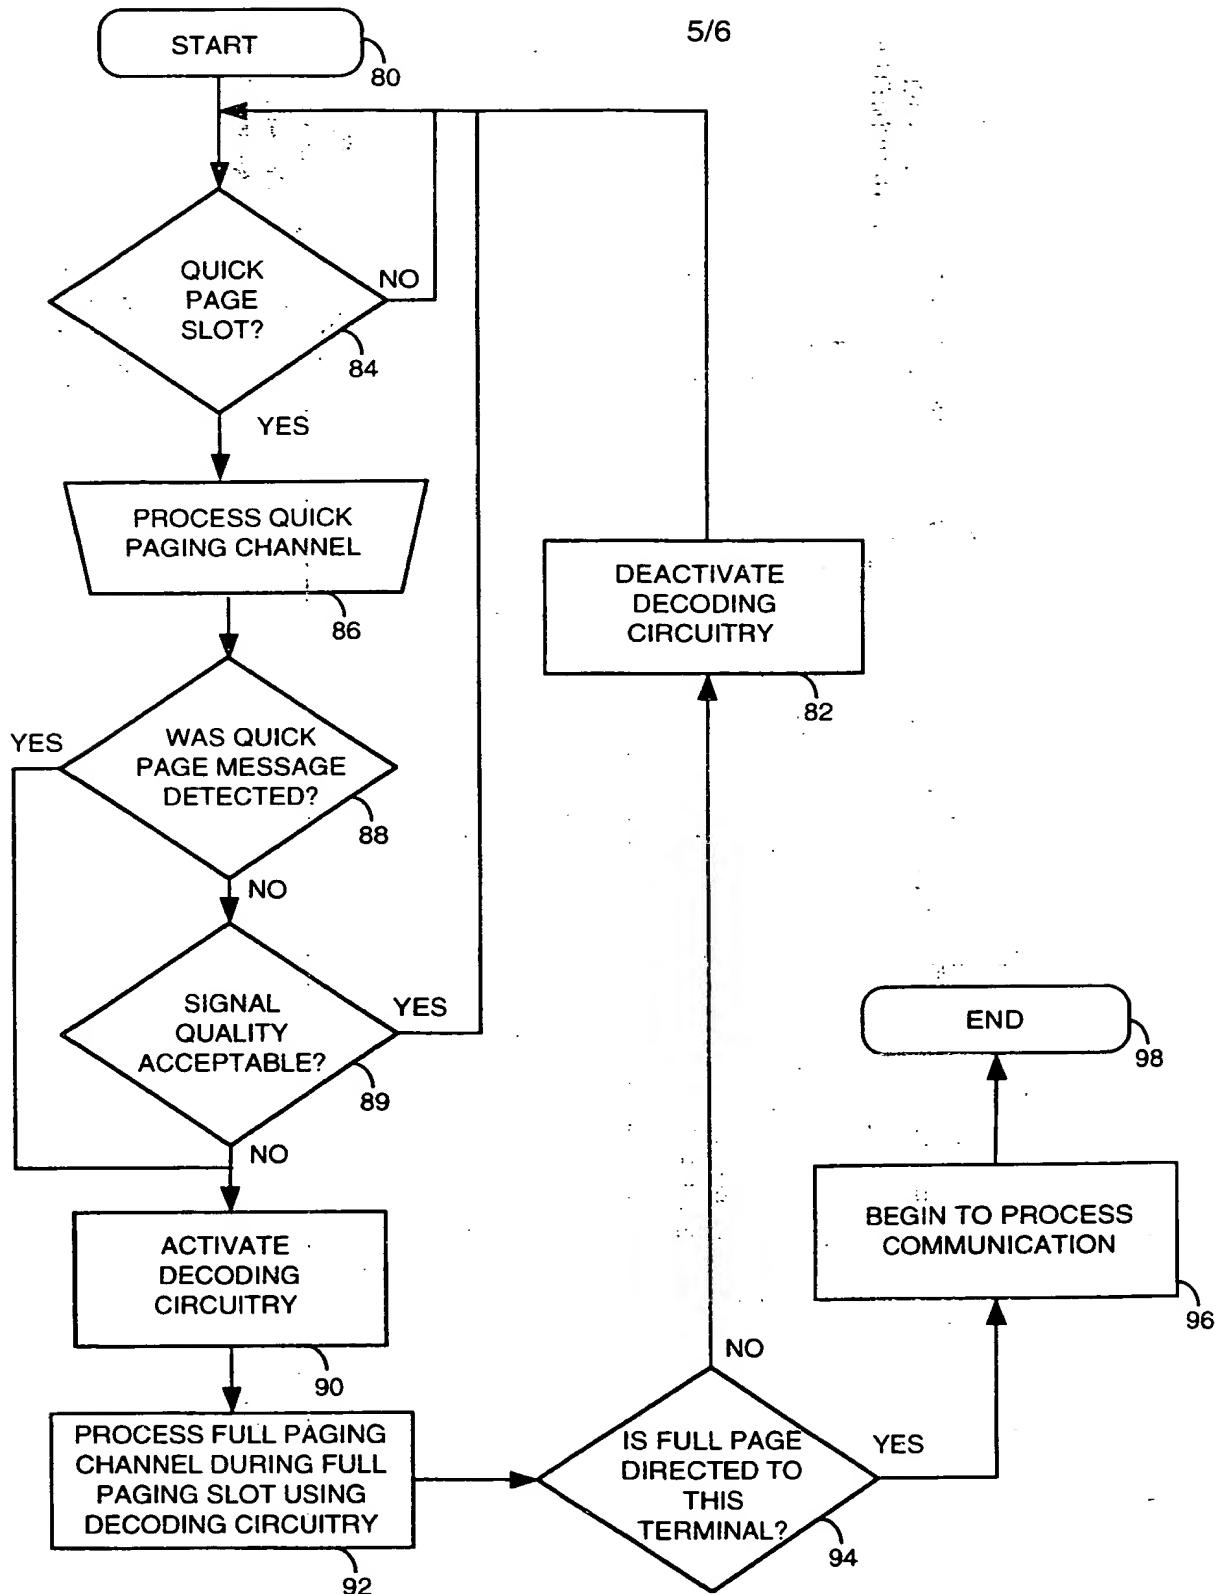 5/6
START
80
QUICK
PAGE
SLOT?
NO
84
YES
PROCESS QUICK
PAGING CHANNEL
86
DEACTIVATE
DECODING
CIRCUITRY
82
YES
WAS QUICK
PAGE MESSAGE
DETECTED?
88
NO
SIGNAL
QUALITY
ACCEPTABLE?
YES
89
NO
END
98
ACTIVATE
DECODING
CIRCUITRY
90
BEGIN TO PROCESS
COMMUNICATION
96
PROCESS FULL PAGING
CHANNEL DURING FULL
PAGING SLOT USING
DECODING CIRCUITRY
92
NO
IS FULL PAGE
DIRECTED TO
THIS
TERMINAL?
YES
94